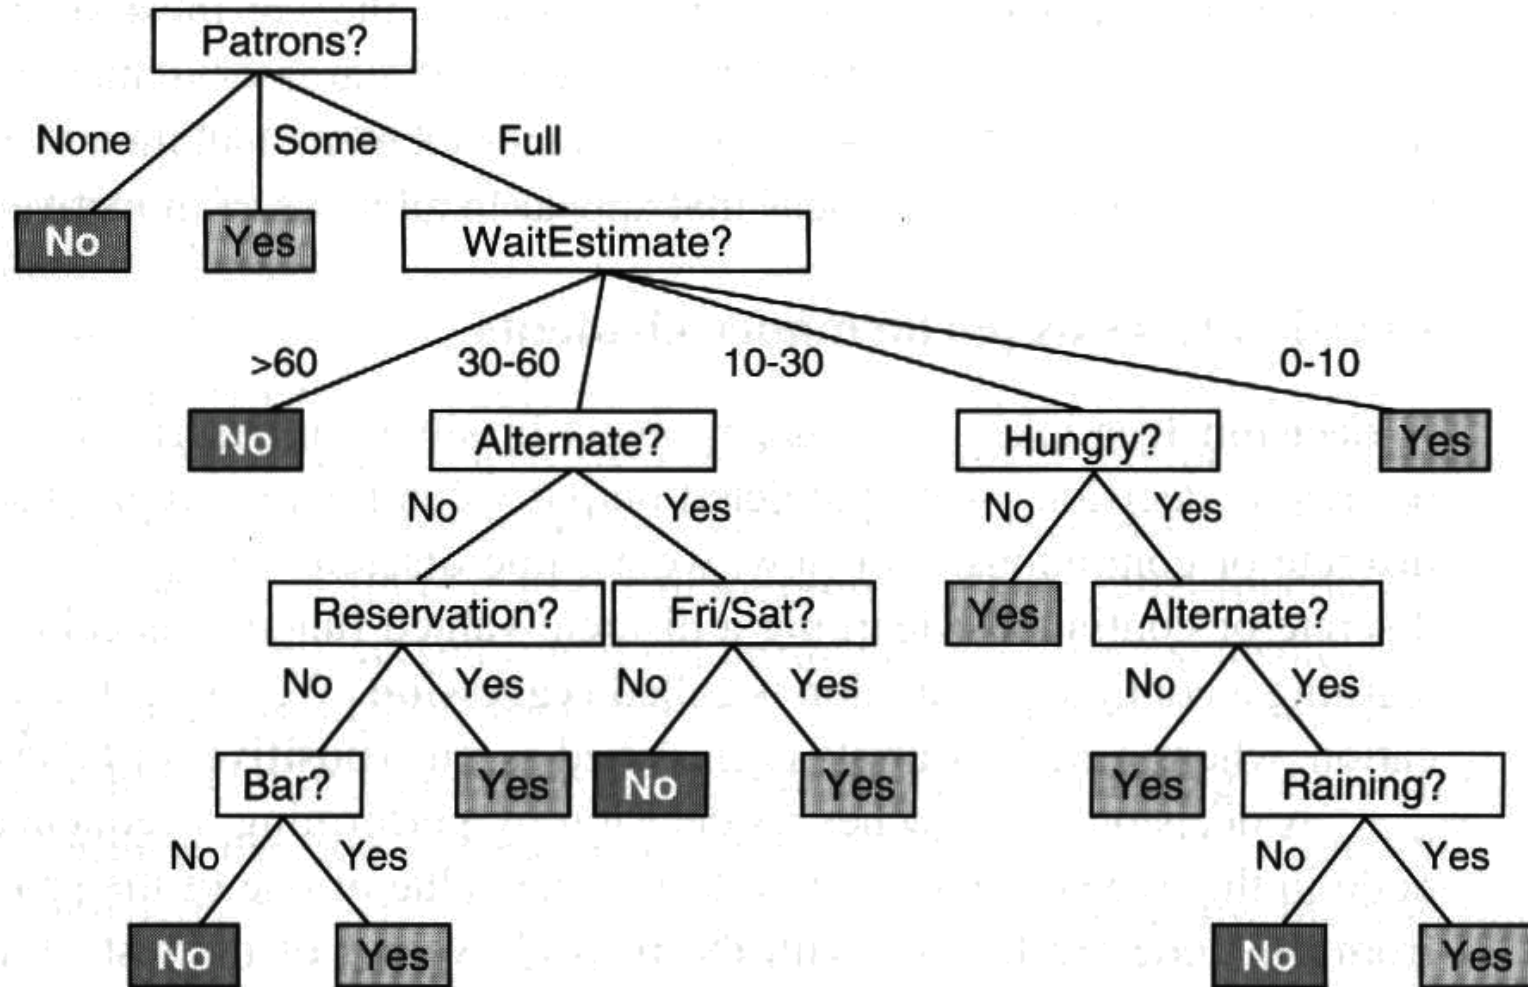 Patrons?
None Some Full
No Yes WaitEstimate?
>60 30-60 10-30 0-10
No Alternate? Hungry? Yes
No Yes No Yes
Reservation? Fri/Sat? Yes Alternate?
No Yes No Yes No Yes
Bar? Yes No Yes Yes Raining?
No Yes No Yes
No Yes No Yes